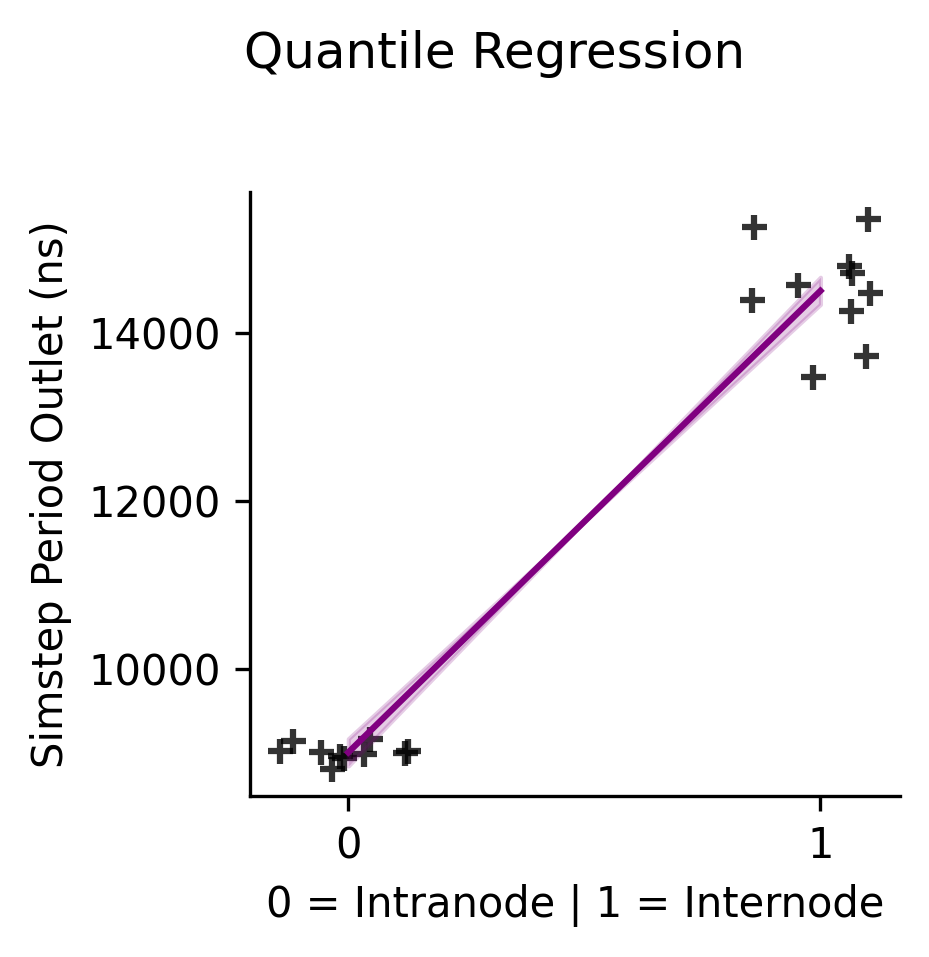 Quantile Regression
Simstep Period Outlet (ns)
14000
12000
10000
0
1
0 = Intranode | 1 = Internode